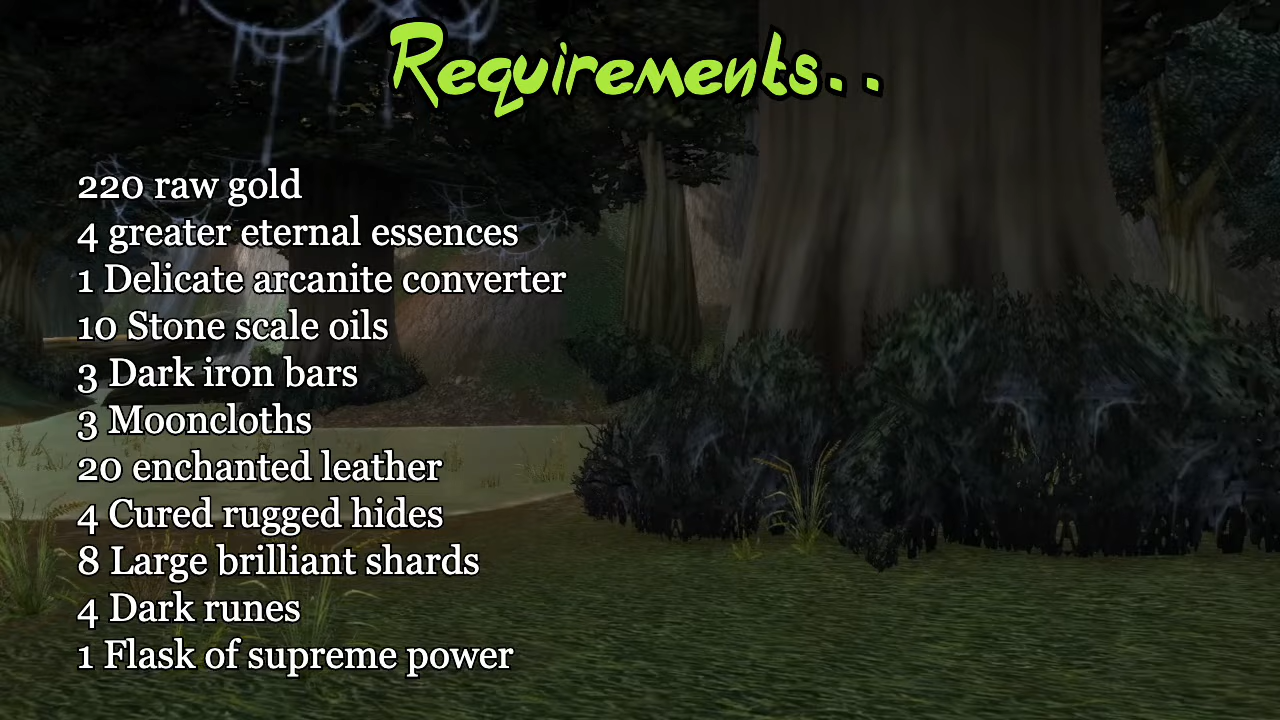 Requirements..
220 raw gold
4 greater eternal essences
1 Delicate arcanite converter
10 Stone scale oils
3 Dark iron bars
3 Mooncloths
20 enchanted leather
4 Cured rugged hides
8 Large brilliant shards
4 Dark runes
1 Flask of supreme power